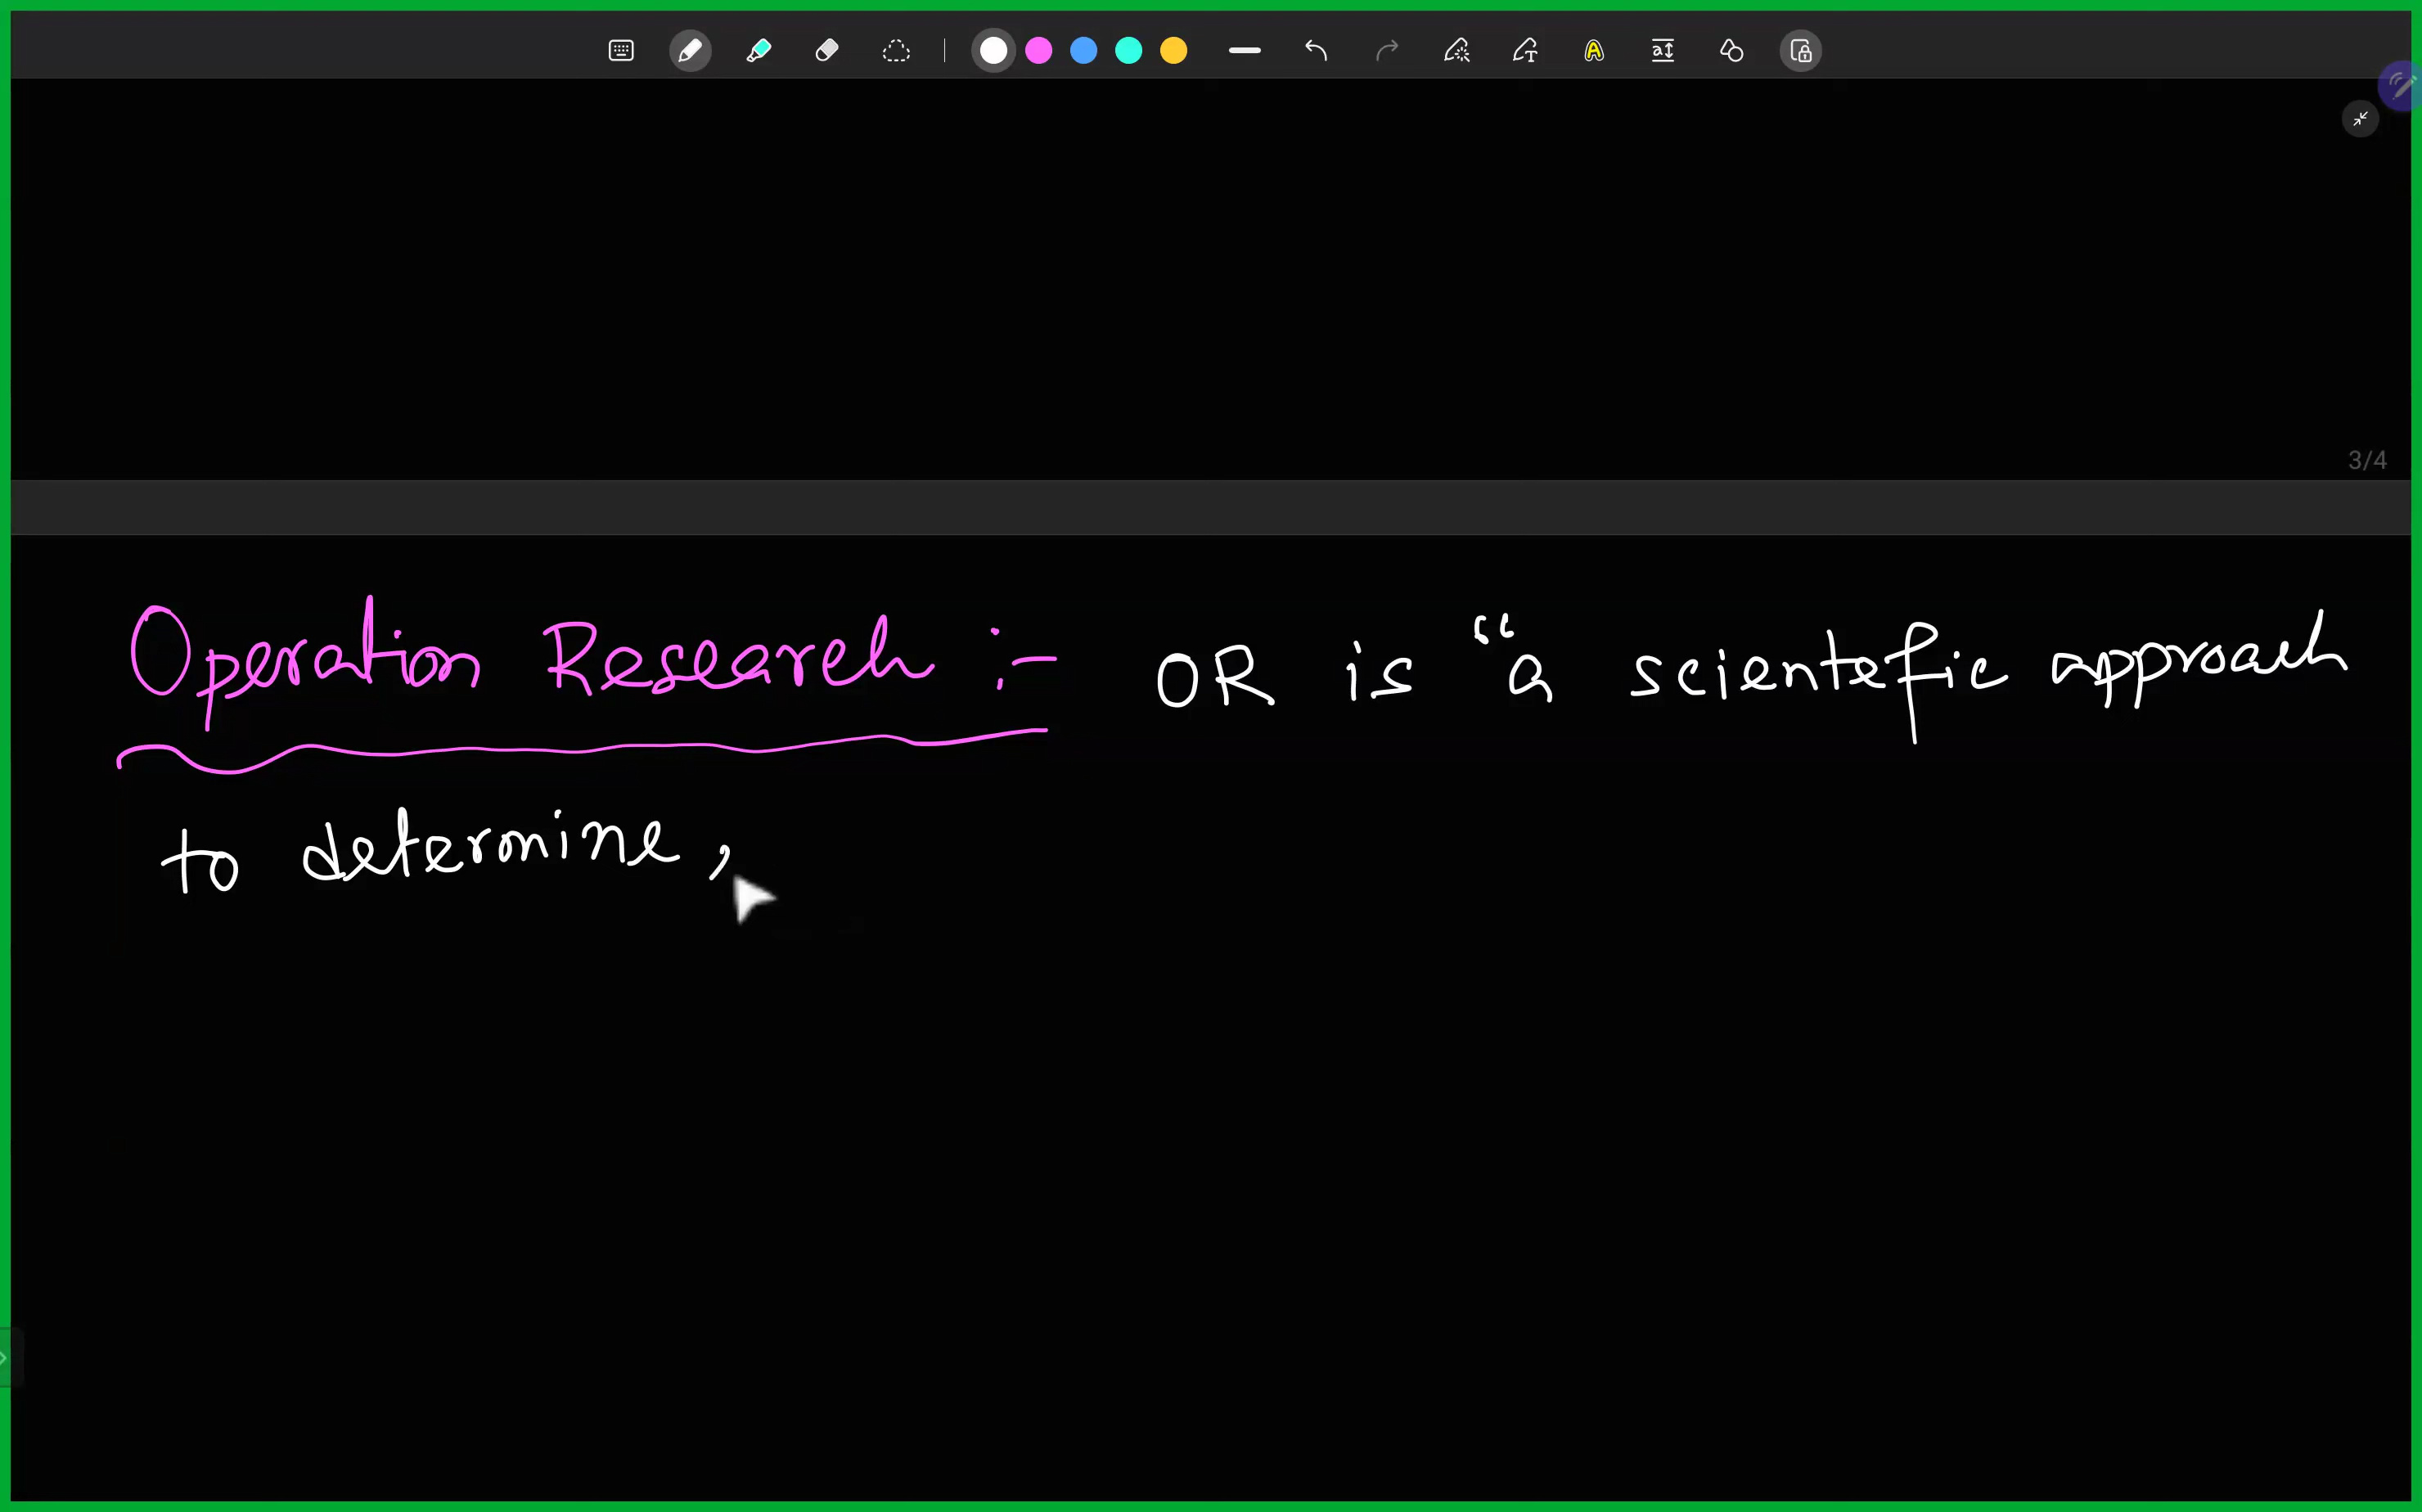 3/4
Operation Research :- OR is “a scientefic approach
to determine,